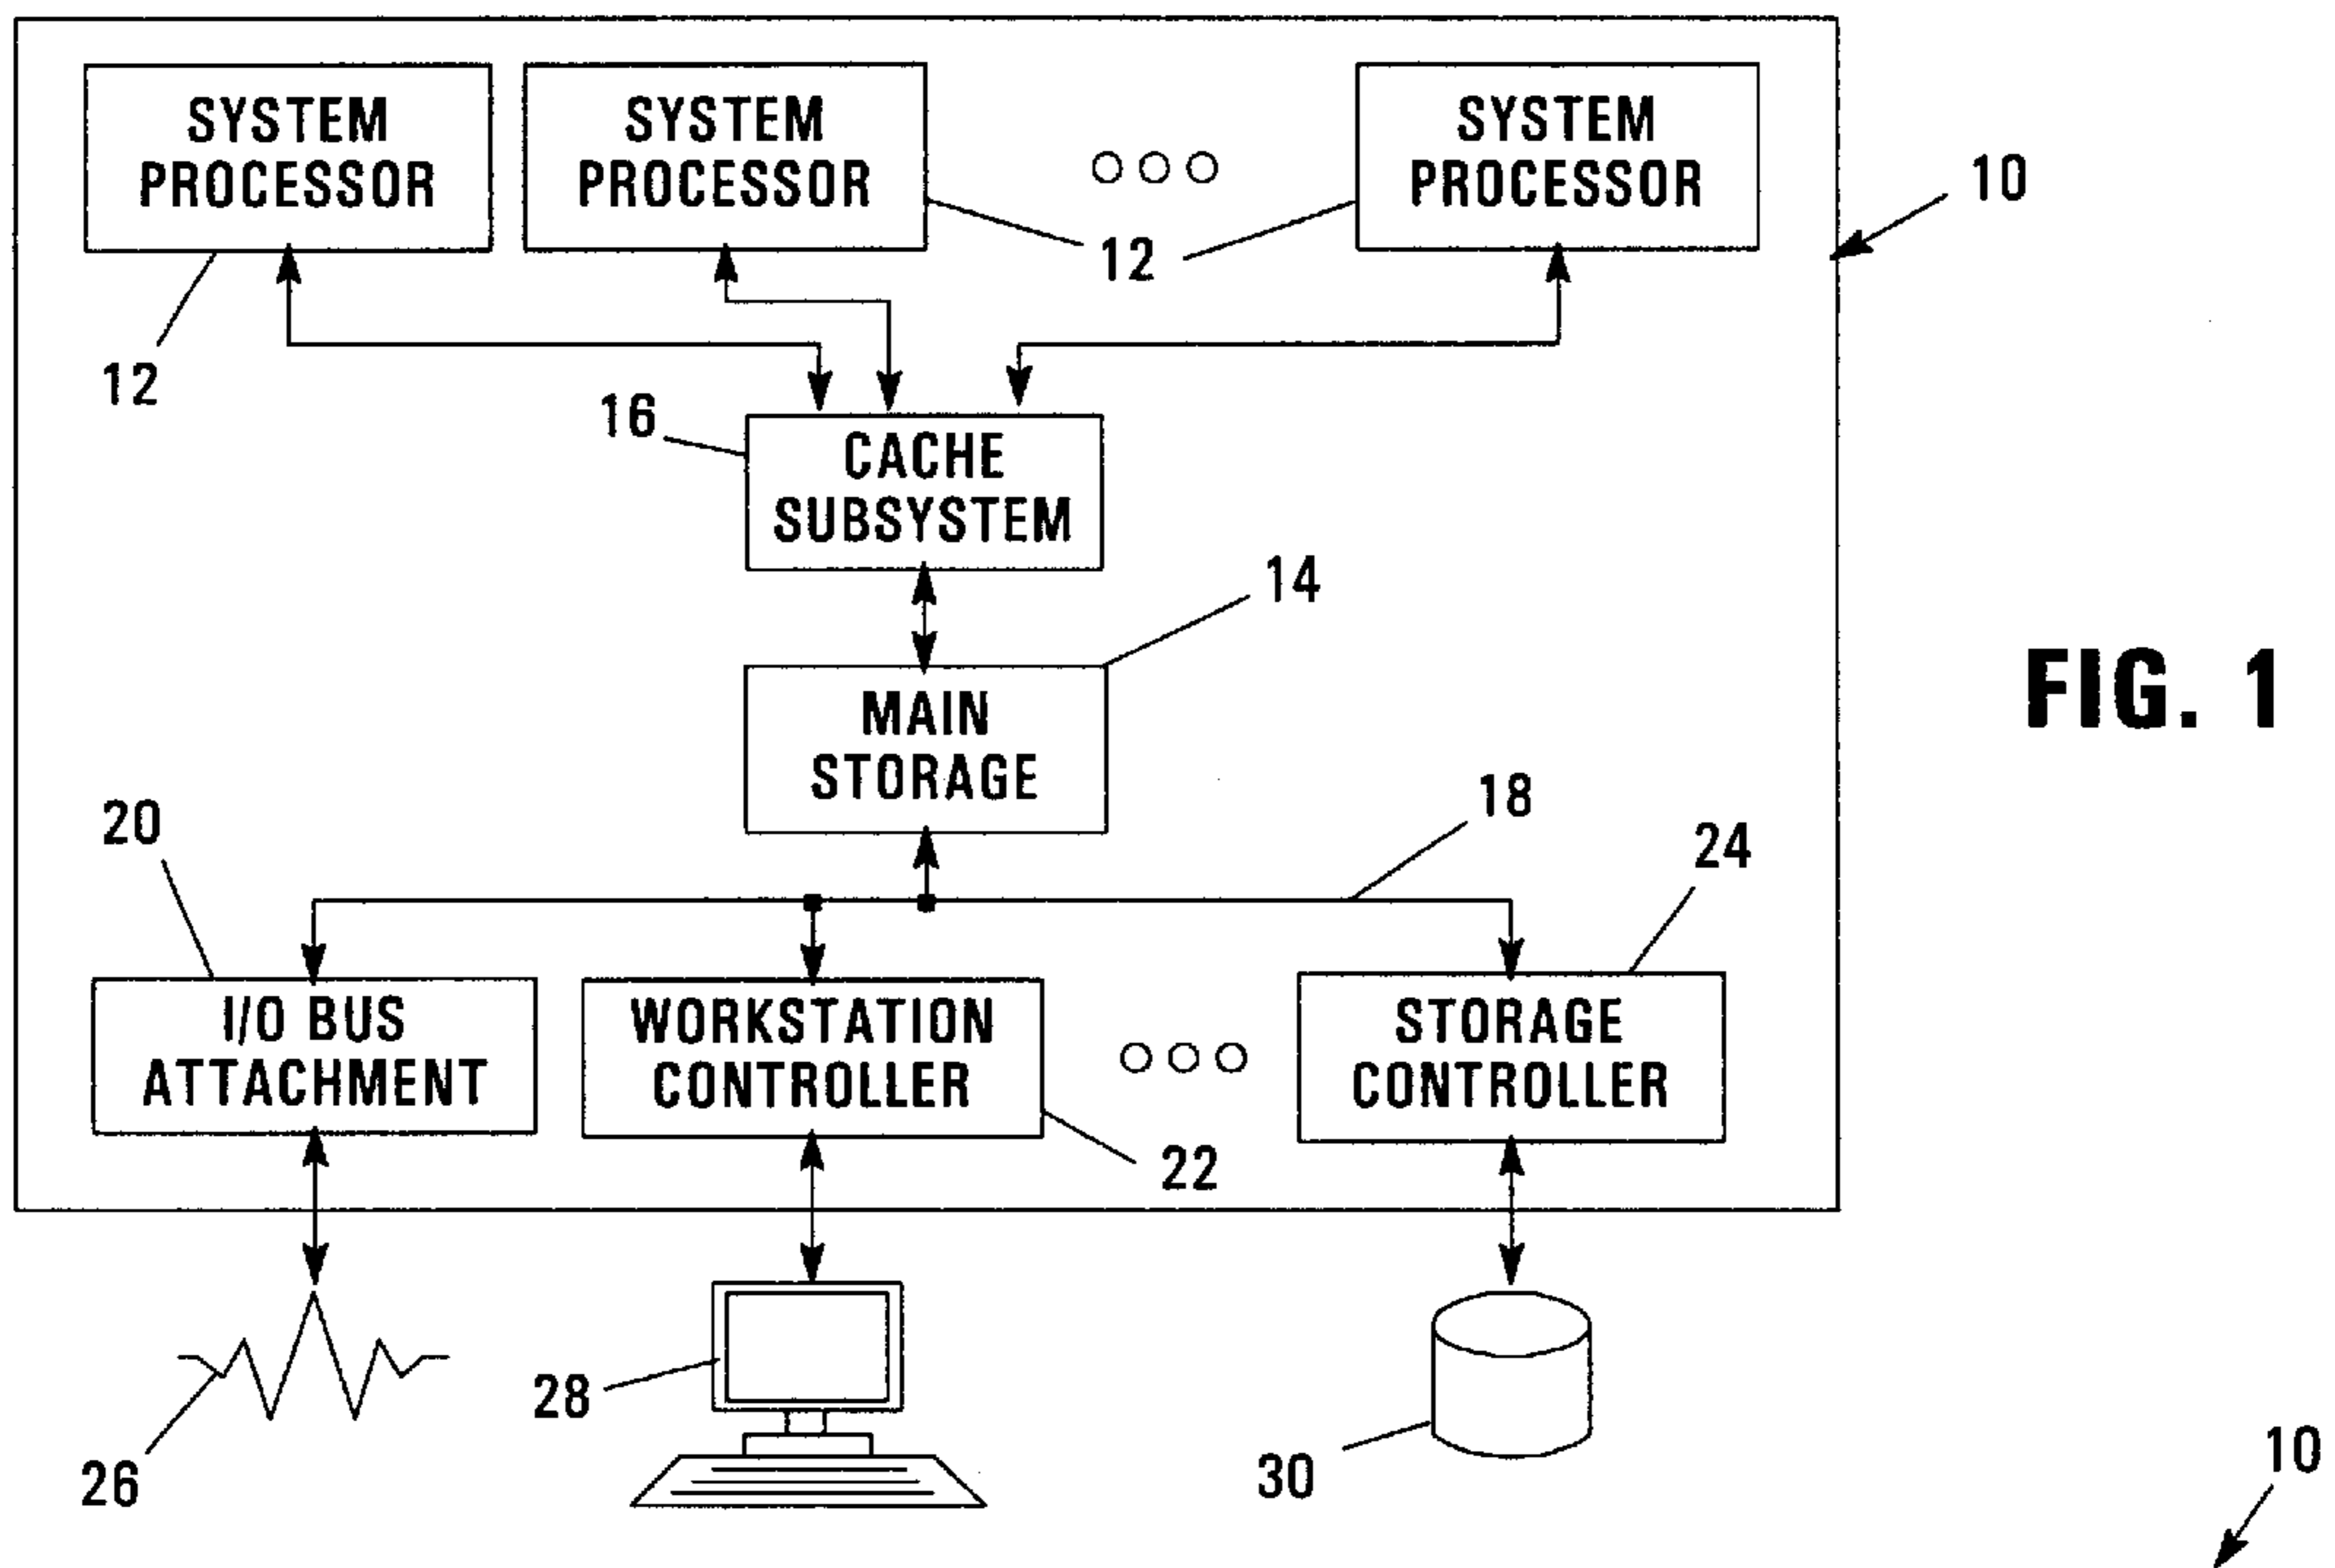 SYSTEM
PROCESSOR
SYSTEM
PROCESSOR
SYSTEM
PROCESSOR
10
12
12
16
CACHE
SUBSYSTEM
14
MAIN
STORAGE
FIG. 1
18
20
24
I/O BUS
ATTACHMENT
WORKSTATION
CONTROLLER
STORAGE
CONTROLLER
22
28
26
30
10